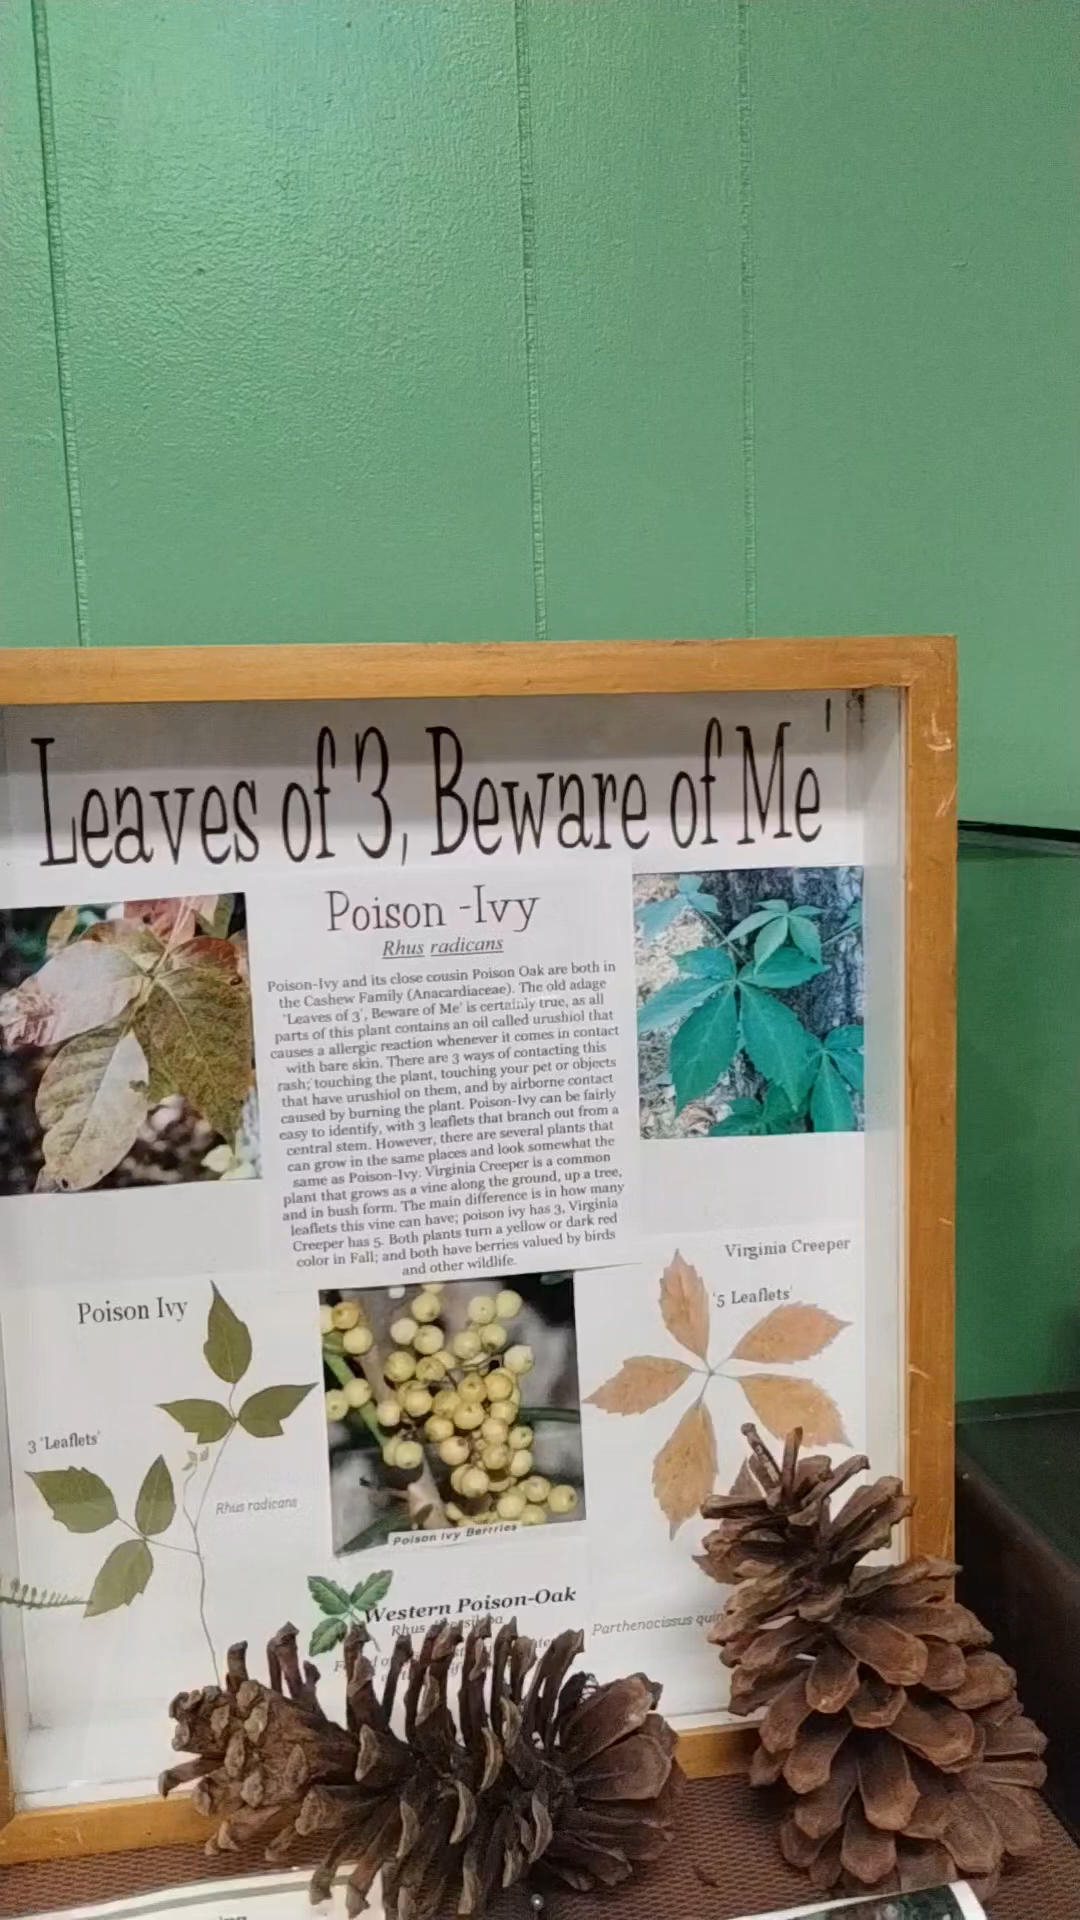 Leaves of 3, Beware of Me'
Poison -Ivy
Rhus radicans
Poison-Ivy and its close cousin Poison Oak are both in
the Cashew Family (Anacardiaceae). The old adage
'Leaves of 3', Beware of Me' is certainly true, as all
parts of this plant contains an oil called urushiol that
causes a allergic reaction whenever it comes in contact
with bare skin. There are 3 ways of contacting this
rash; touching the plant, touching your pet or objects
that have urushiol on them, and by airborne contact
caused by burning the plant. Poison-Ivy can be fairly
easy to identify, with 3 leaflets that branch out from a
central stem. However, there are several plants that
can grow in the same places and look somewhat the
same as Poison-Ivy. Virginia Creeper is a common
plant that grows as a vine along the ground, up a tree,
and in bush form. The main difference is in how many
leaflets this vine can have; poison ivy has 3, Virginia
Creeper has 5. Both plants turn a yellow or dark red
color in Fall; and both have berries valued by birds
and other wildlife.
Virginia Creeper
'5 Leaflets'
Poison Ivy
3 'Leaflets'
Rhus radicans
Poison Ivy Berrries
Western Poison-Oak
Rhus
Parthenocissus